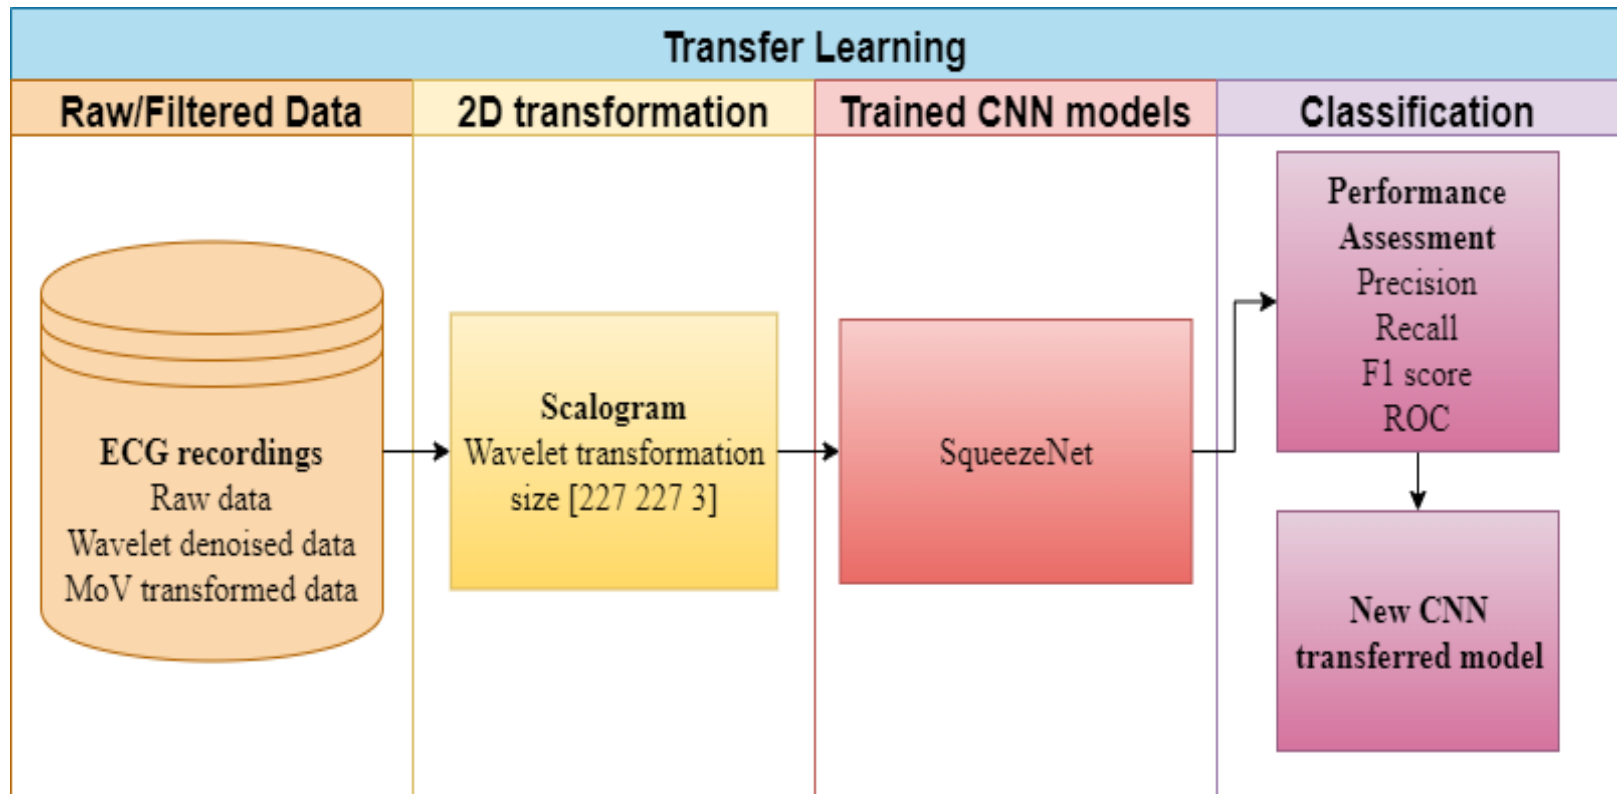 Transfer Learning
Raw/Filtered Data
2D transformation
Trained CNN models
Classification
ECG recordings
Raw data
Wavelet denoised data
MoV transformed data
Scalogram
Wavelet transformation
size [227 227 3]
SqueezeNet
Performance
Assessment
Precision
Recall
F1 score
ROC
New CNN
transferred model